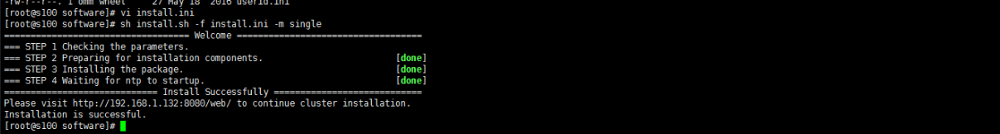 -rw-r--r--. 1 omm wheel    27 May 18  2016 userid.ini
[root@s100 software]# vi install.ini
[root@s100 software]# sh install.sh -f install.ini -m single
=================================== Welcome ===================================
=== STEP 1 Checking the parameters.
=== STEP 2 Preparing for installation components. [done]
=== STEP 3 Installing the package. [done]
=== STEP 4 Waiting for ntp to startup. [done]
============================= Install Successfully ============================
Please visit http://192.168.1.132:8080/web/ to continue cluster installation.
Installation is successful.
[root@s100 software]#